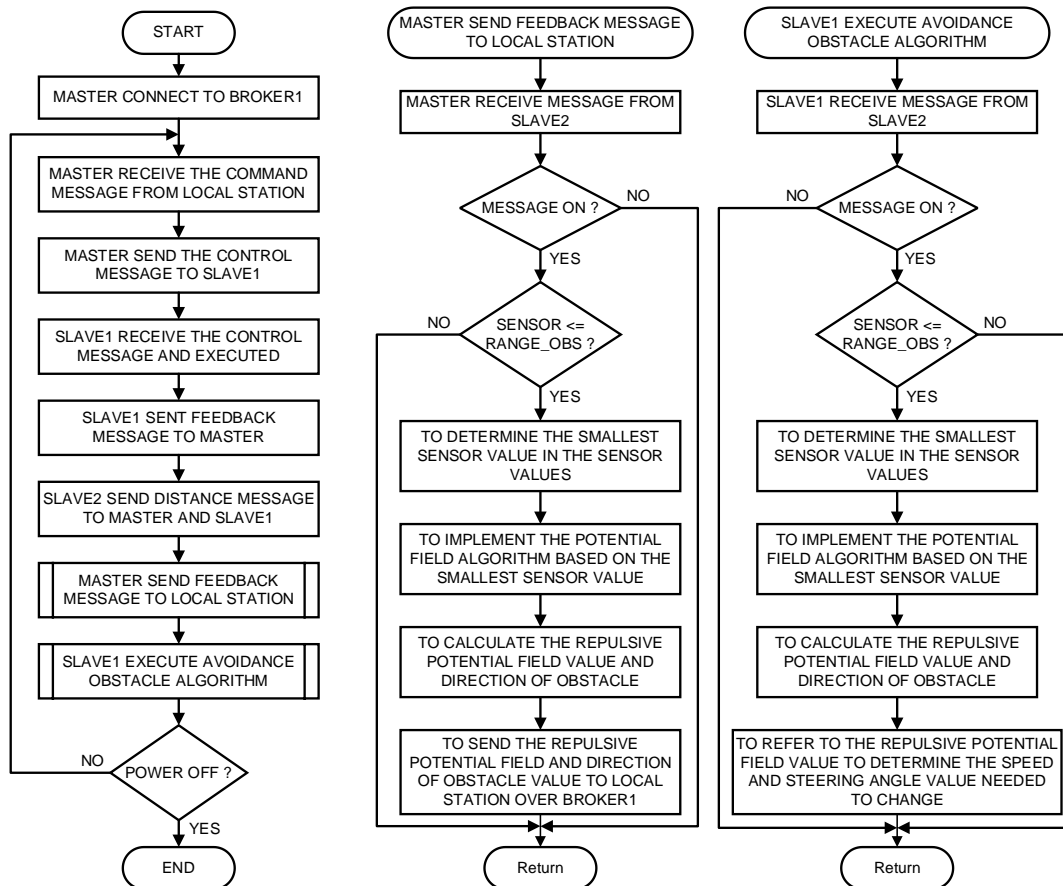 START
MASTER CONNECT TO BROKER1
MASTER RECEIVE THE COMMAND
MESSAGE FROM LOCAL STATION
MASTER SEND THE CONTROL
MESSAGE TO SLAVE1
SLAVE1 RECEIVE THE CONTROL
MESSAGE AND EXECUTED
SLAVE1 SENT FEEDBACK
MESSAGE TO MASTER
SLAVE2 SEND DISTANCE MESSAGE
TO MASTER AND SLAVE1
MASTER SEND FEEDBACK
MESSAGE TO LOCAL STATION
SLAVE1 EXECUTE AVOIDANCE
OBSTACLE ALGORITHM
NO
POWER OFF ?
YES
END
MASTER SEND FEEDBACK MESSAGE
TO LOCAL STATION
MASTER RECEIVE MESSAGE FROM
SLAVE2
NO
MESSAGE ON ?
YES
NO
SENSOR <=
RANGE_OBS ?
YES
TO DETERMINE THE SMALLEST
SENSOR VALUE IN THE SENSOR
VALUES
TO IMPLEMENT THE POTENTIAL
FIELD ALGORITHM BASED ON THE
SMALLEST SENSOR VALUE
TO CALCULATE THE REPULSIVE
POTENTIAL FIELD VALUE AND
DIRECTION OF OBSTACLE
TO SEND THE REPULSIVE
POTENTIAL FIELD AND DIRECTION
OF OBSTACLE VALUE TO LOCAL
STATION OVER BROKER1
Return
SLAVE1 EXECUTE AVOIDANCE
OBSTACLE ALGORITHM
SLAVE1 RECEIVE MESSAGE FROM
SLAVE2
NO
MESSAGE ON ?
YES
SENSOR <=
RANGE_OBS ?
NO
YES
TO DETERMINE THE SMALLEST
SENSOR VALUE IN THE SENSOR
VALUES
TO IMPLEMENT THE POTENTIAL
FIELD ALGORITHM BASED ON THE
SMALLEST SENSOR VALUE
TO CALCULATE THE REPULSIVE
POTENTIAL FIELD VALUE AND
DIRECTION OF OBSTACLE
TO REFER TO THE REPULSIVE POTENTIAL
FIELD VALUE TO DETERMINE THE SPEED
AND STEERING ANGLE VALUE NEEDED
TO CHANGE
Return